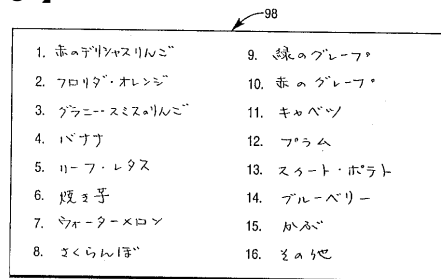 98
1. 赤のデリシャスりんご
2. フロリダ・オレンジ
3. グラニー・スミスのりんご
4. バナナ
5. リーフ・レタス
6. 焼き芋
7. ウォーターメロン
8. さくらんぼ
9. 緑のグレープ
10. 赤のグレープ
11. キャベツ
12. プラム
13. スィート・ポテト
14. ブルーベリー
15. かぶ
16. その他